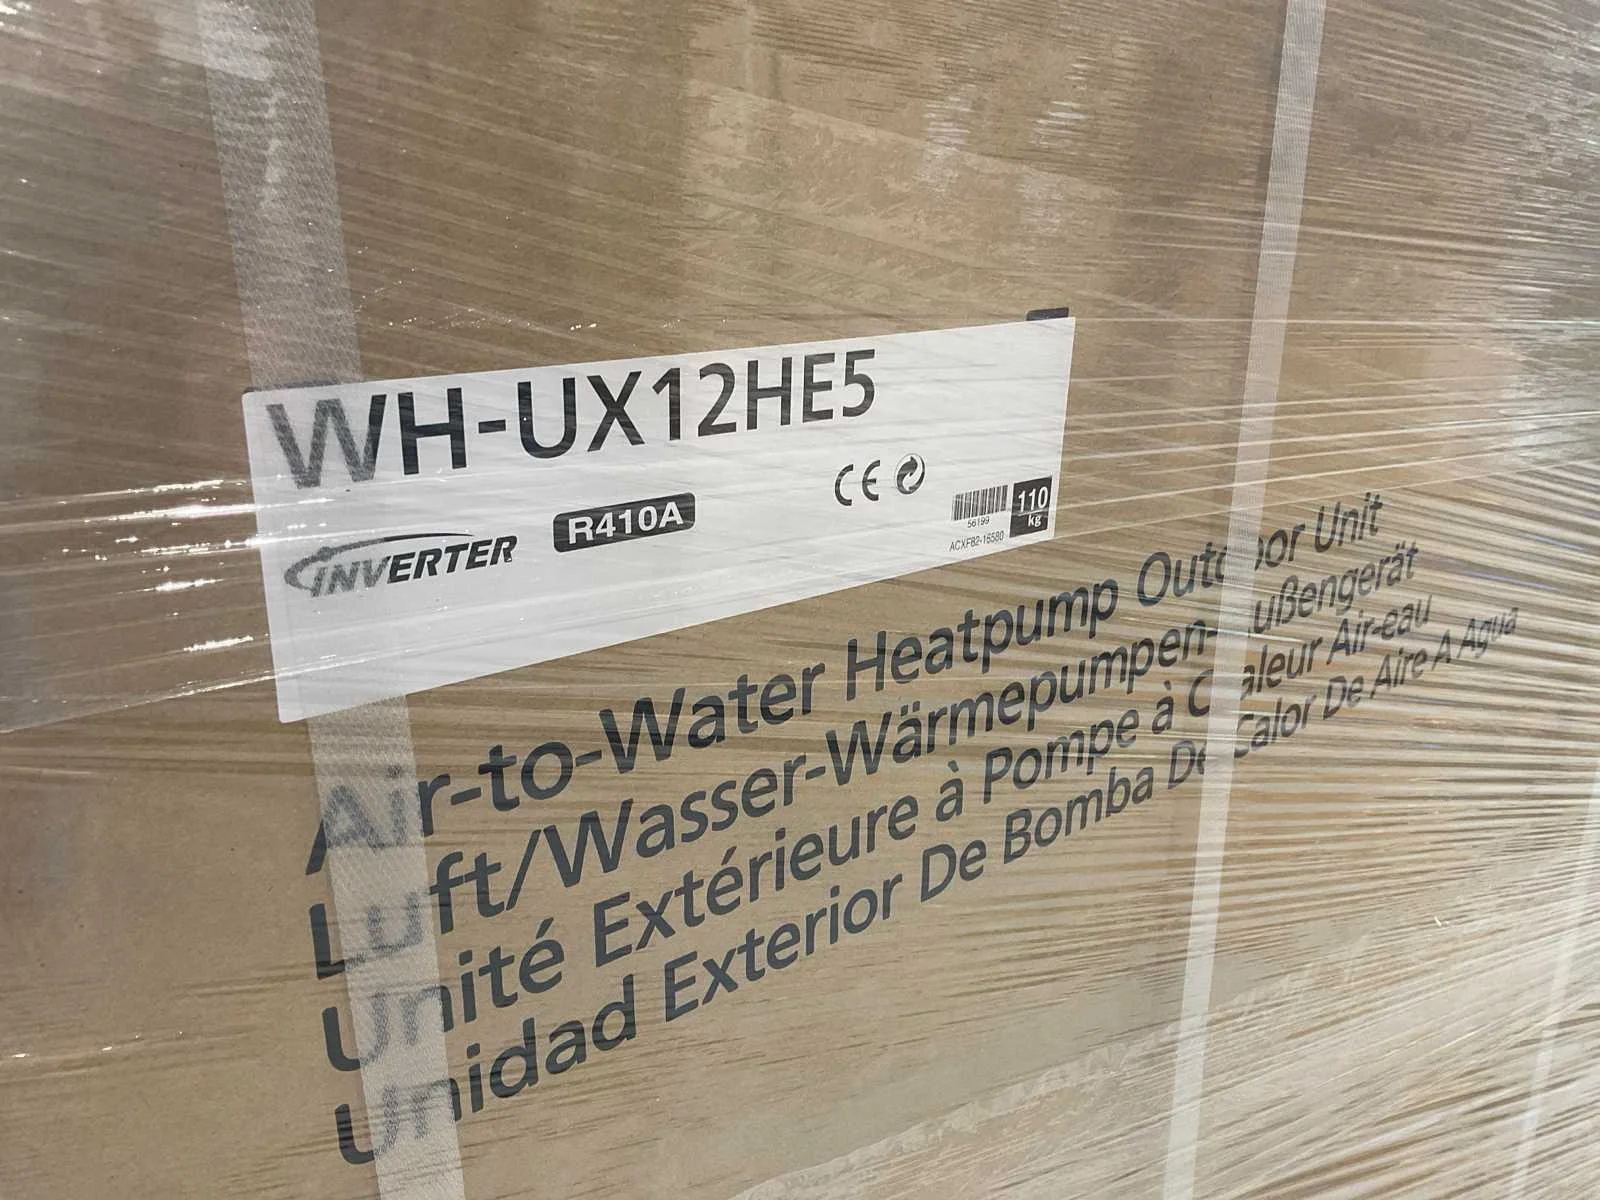 WH-UX12HE5
INVERTER
R410A
CE
56199
ACXF82-16580
110
kg
Air-to-Water Heatpump Outdoor Unit
Luft/Wasser-Wärmepumpen-Außengerät
Unité Extérieure à Pompe à Chaleur Air-eau
Unidad Exterior De Bomba De Calor De Aire A Agua